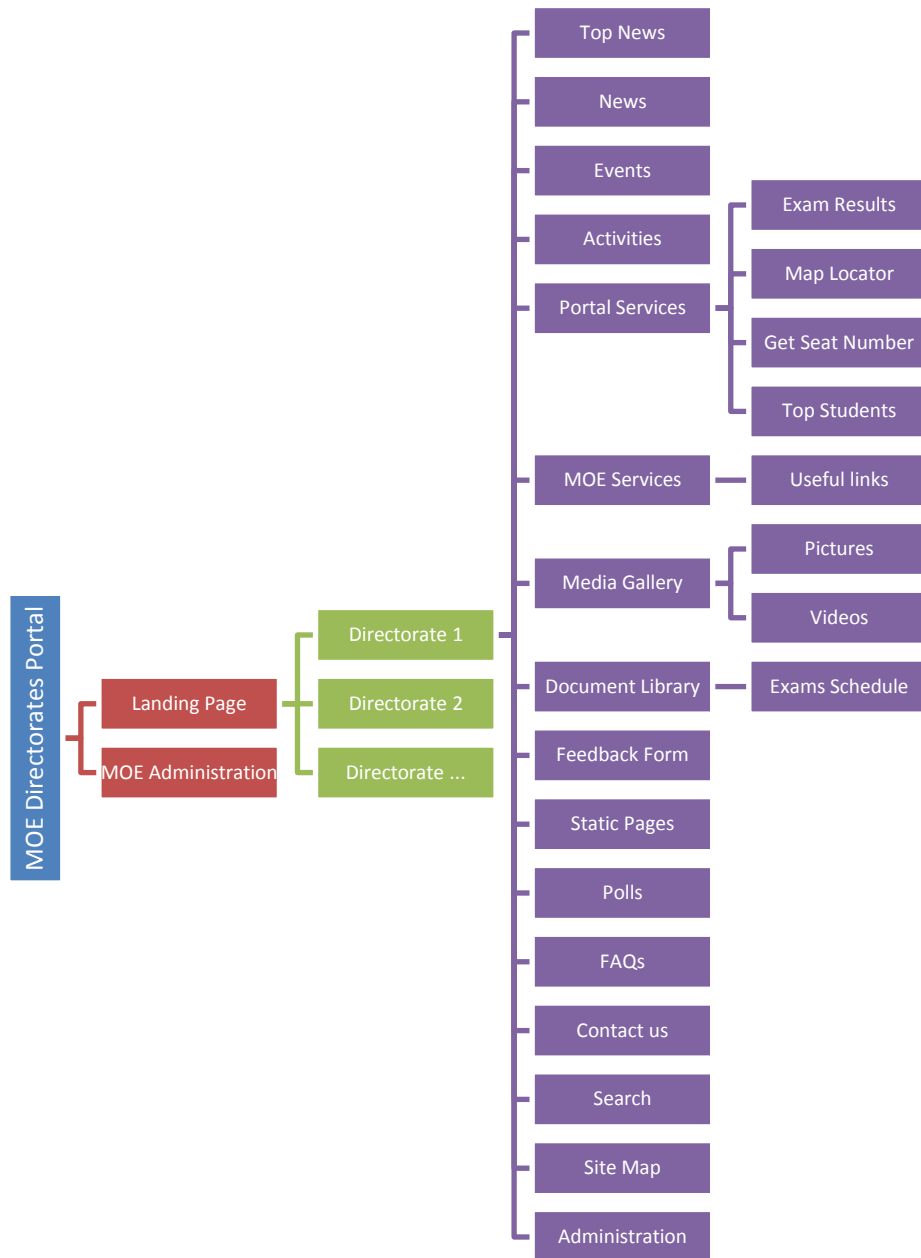 MOE Directorates Portal
Landing Page
MOE Administration
Directorate 1
Directorate 2
Directorate ...
Top News
News
Events
Activities
Portal Services
Exam Results
Map Locator
Get Seat Number
Top Students
MOE Services
Useful links
Media Gallery
Pictures
Videos
Document Library
Exams Schedule
Feedback Form
Static Pages
Polls
FAQs
Contact us
Search
Site Map
Administration